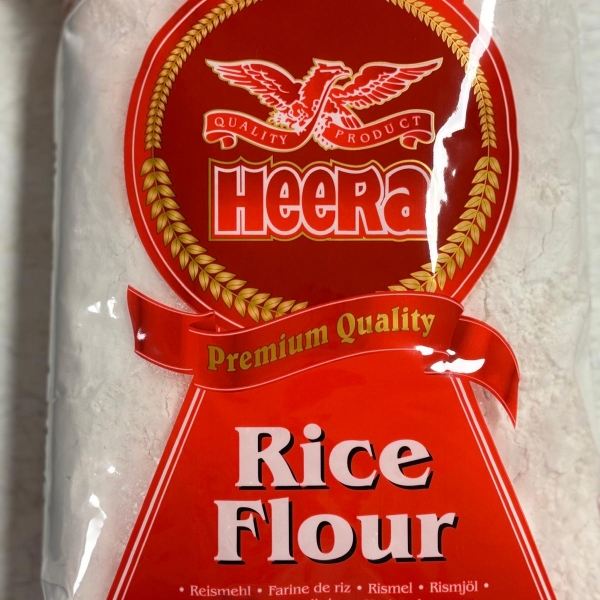 QUALITY PRODUCT
HEERA
Premium Quality
Rice
Flour
• Reismehl • Farine de riz • Rismel • Rismjöl •